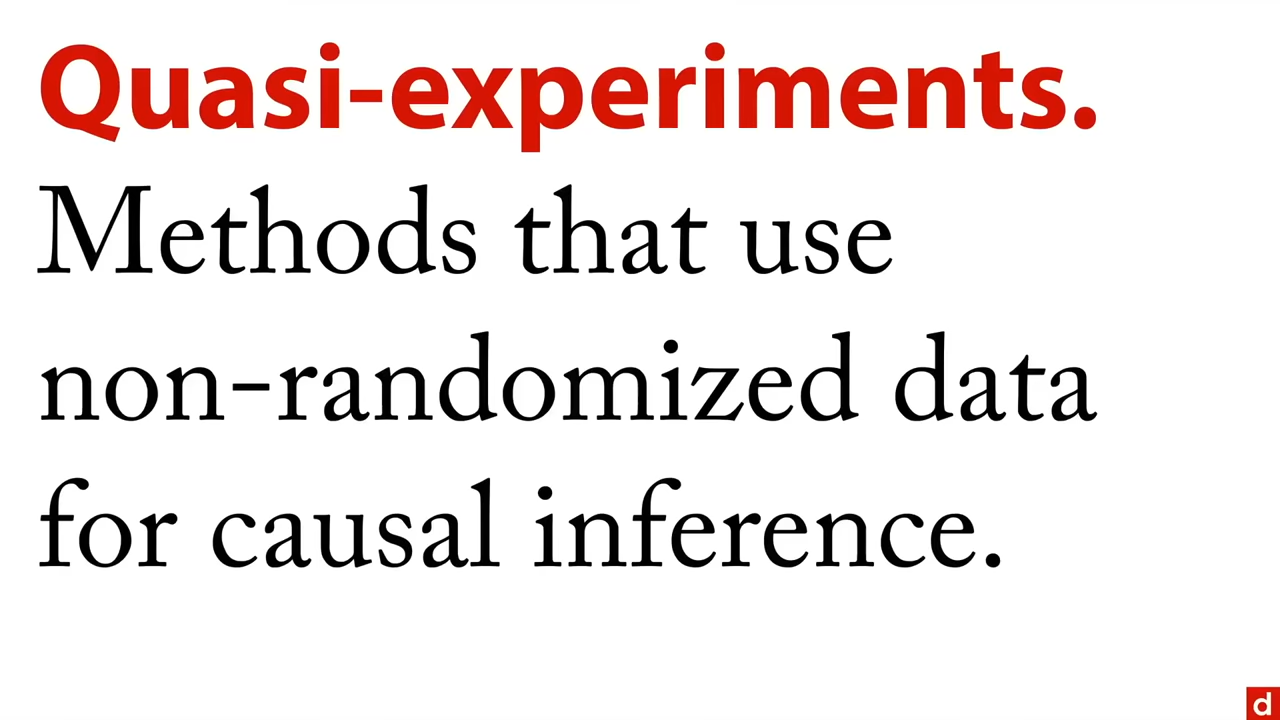 Quasi-experiments.
Methods that use
non-randomized data
for causal inference.
d